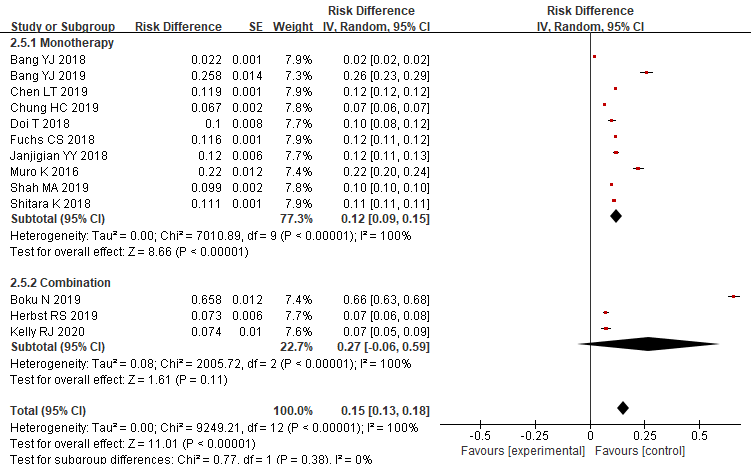 Risk Difference Risk Difference
Study or Subgroup Risk Difference SE Weight IV, Random, 95% CI IV, Random, 95% CI
2.5.1 Monotherapy
Bang YJ 2018 0.022 0.001 7.9% 0.02 [0.02, 0.02]
Bang YJ 2019 0.258 0.014 7.3% 0.26 [0.23, 0.29]
Chen LT 2019 0.119 0.001 7.9% 0.12 [0.12, 0.12]
Chung HC 2019 0.067 0.002 7.9% 0.07 [0.06, 0.07]
Doi T 2018 0.1 0.008 7.7% 0.10 [0.08, 0.12]
Fuchs CS 2018 0.116 0.001 7.9% 0.12 [0.11, 0.12]
Janjigian YY 2018 0.12 0.006 7.8% 0.12 [0.11, 0.13]
Muro K 2016 0.22 0.012 7.4% 0.22 [0.20, 0.24]
Shah MA 2019 0.099 0.002 7.9% 0.10 [0.10, 0.10]
Shitara K 2018 0.111 0.001 7.9% 0.11 [0.11, 0.11]
Subtotal (95% CI) 77.3% 0.12 [0.09, 0.15]
Heterogeneity: Tau² = 0.00; Chi² = 7010.89, df = 9 (P < 0.00001); I² = 100%
Test for overall effect: Z = 8.66 (P < 0.00001)
2.5.2 Combination
Boku N 2019 0.658 0.012 7.4% 0.66 [0.63, 0.68]
Herbst RS 2019 0.073 0.006 7.8% 0.07 [0.06, 0.08]
Kelly RJ 2020 0.074 0.01 7.6% 0.07 [0.05, 0.09]
Subtotal (95% CI) 22.7% 0.27 [-0.06, 0.59]
Heterogeneity: Tau² = 0.08; Chi² = 2005.72, df = 2 (P < 0.00001); I² = 100%
Test for overall effect: Z = 1.61 (P = 0.11)
Total (95% CI) 100.0% 0.15 [0.13, 0.18]
Heterogeneity: Tau² = 0.00; Chi² = 9249.21, df = 12 (P < 0.00001); I² = 100%
Test for overall effect: Z = 11.01 (P < 0.00001)
Test for subgroup differences: Chi² = 0.77, df = 1 (P = 0.38), I² = 0%
-0.5 -0.25 0 0.25 0.5
Favours [experimental] Favours [control]